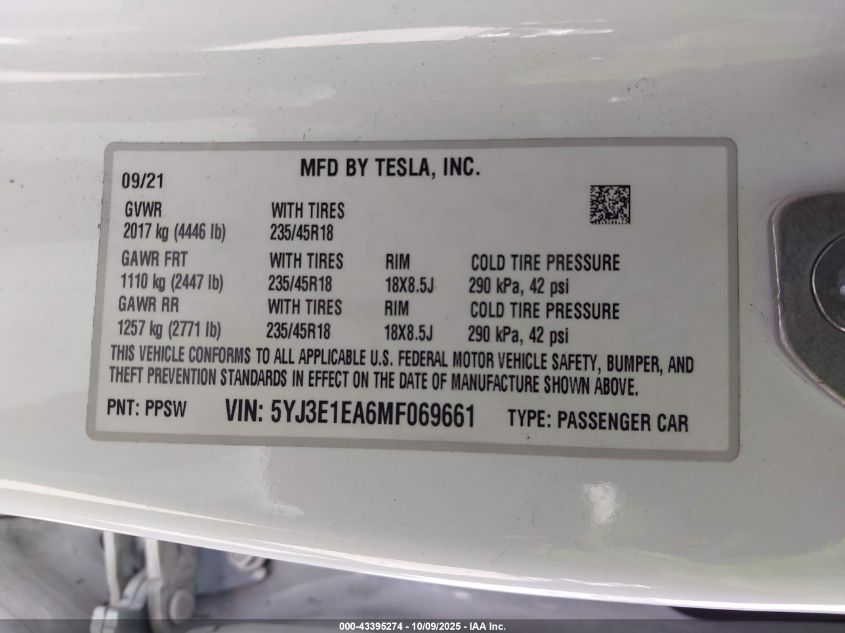 MFD BY TESLA, INC.
09/21
GVWR WITH TIRES
2017 kg (4446 lb) 235/45R18
GAWR FRT WITH TIRES RIM COLD TIRE PRESSURE
1110 kg (2447 lb) 235/45R18 18X8.5J 290 kPa, 42 psi
GAWR RR WITH TIRES RIM COLD TIRE PRESSURE
1257 kg (2771 lb) 235/45R18 18X8.5J 290 kPa, 42 psi
THIS VEHICLE CONFORMS TO ALL APPLICABLE U.S. FEDERAL MOTOR VEHICLE SAFETY, BUMPER, AND
THEFT PREVENTION STANDARDS IN EFFECT ON THE DATE OF MANUFACTURE SHOWN ABOVE.
PNT: PPSW VIN: 5YJ3E1EA6MF069661 TYPE: PASSENGER CAR
000-43395274 | 10/09/2025 - IAA Inc.